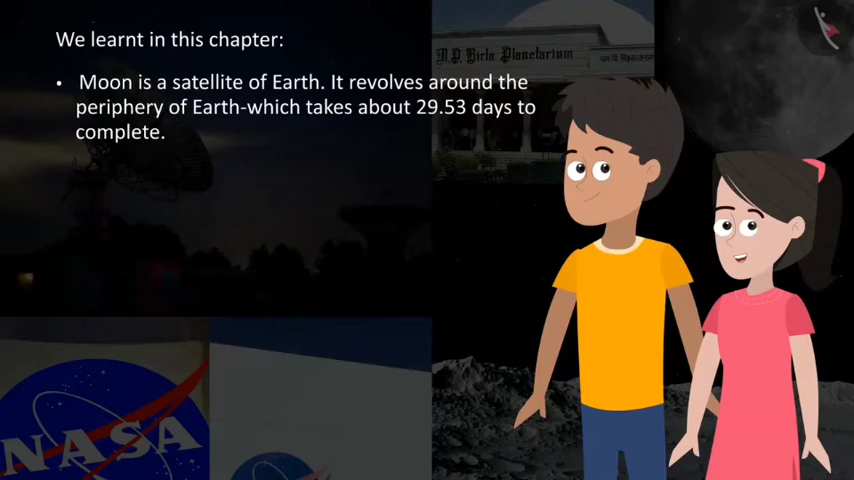 We learnt in this chapter:
• Moon is a satellite of Earth. It revolves around the
periphery of Earth-which takes about 29.53 days to
complete.
M.P. Birla Planetarium
NASA